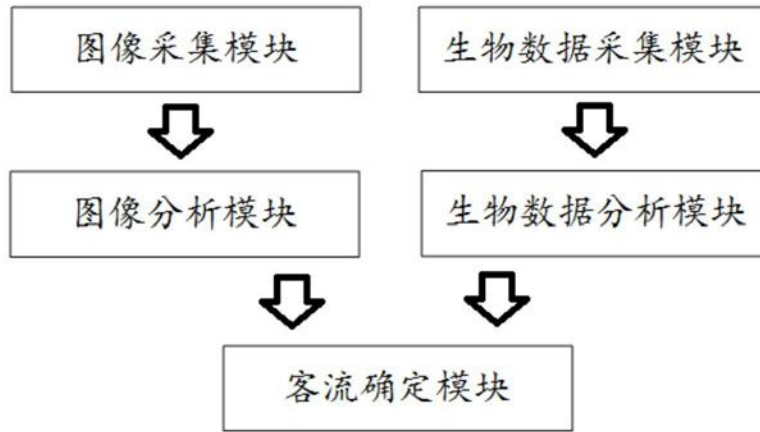 图像采集模块
生物数据采集模块
图像分析模块
生物数据分析模块
客流确定模块